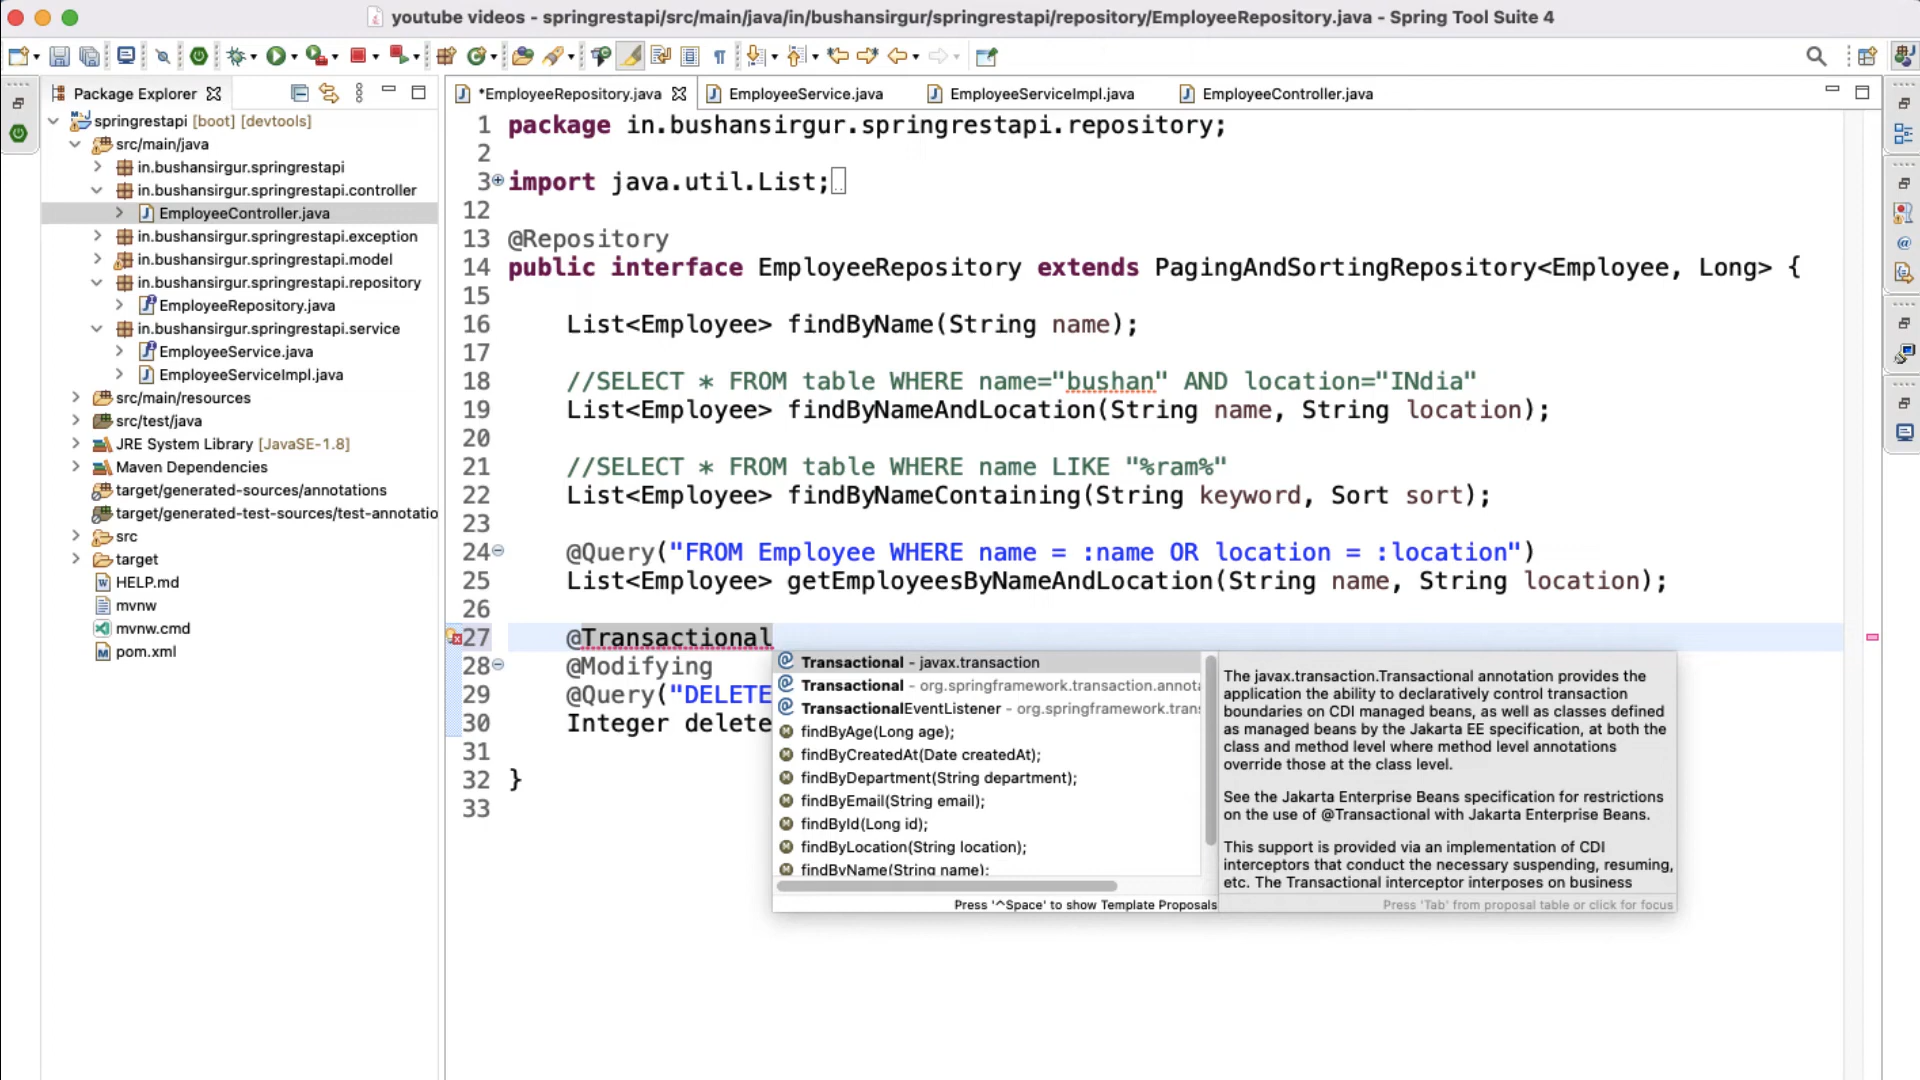 youtube videos - springrestapi/src/main/java/in/bushansirgur/springrestapi/repository/EmployeeRepository.java - Spring Tool Suite 4
Package Explorer
springrestapi [boot] [devtools]
src/main/java
in.bushansirgur.springrestapi
in.bushansirgur.springrestapi.controller
EmployeeController.java
in.bushansirgur.springrestapi.exception
in.bushansirgur.springrestapi.model
in.bushansirgur.springrestapi.repository
EmployeeRepository.java
in.bushansirgur.springrestapi.service
EmployeeService.java
EmployeeServiceImpl.java
src/main/resources
src/test/java
JRE System Library [JavaSE-1.8]
Maven Dependencies
target/generated-sources/annotations
target/generated-test-sources/test-annotatio
src
target
HELP.md
mvnw
mvnw.cmd
pom.xml
*EmployeeRepository.java EmployeeService.java EmployeeServiceImpl.java EmployeeController.java
1 package in.bushansirgur.springrestapi.repository;
2
3 import java.util.List;
12
13 @Repository
14 public interface EmployeeRepository extends PagingAndSortingRepository<Employee, Long> {
15
16 List<Employee> findByName(String name);
17
18 //SELECT * FROM table WHERE name="bushan" AND location="INdia"
19 List<Employee> findByNameAndLocation(String name, String location);
20
21 //SELECT * FROM table WHERE name LIKE "%ram%"
22 List<Employee> findByNameContaining(String keyword, Sort sort);
23
24 @Query("FROM Employee WHERE name = :name OR location = :location")
25 List<Employee> getEmployeesByNameAndLocation(String name, String location);
26
27 @Transactional
28 @Modifying
29 @Query("DELETE
30 Integer delete
31
32 }
33
Transactional - javax.transaction
Transactional - org.springframework.transaction.annota
TransactionalEventListener - org.springframework.trans
findByAge(Long age);
findByCreatedAt(Date createdAt);
findByDepartment(String department);
findByEmail(String email);
findById(Long id);
findByLocation(String location);
findByName(String name);
Press '^Space' to show Template Proposals
The javax.transaction.Transactional annotation provides the
application the ability to declaratively control transaction
boundaries on CDI managed beans, as well as classes defined
as managed beans by the Jakarta EE specification, at both the
class and method level where method level annotations
override those at the class level.
See the Jakarta Enterprise Beans specification for restrictions
on the use of @Transactional with Jakarta Enterprise Beans.
This support is provided via an implementation of CDI
interceptors that conduct the necessary suspending, resuming,
etc. The Transactional interceptor interposes on business
Press 'Tab' from proposal table or click for focus